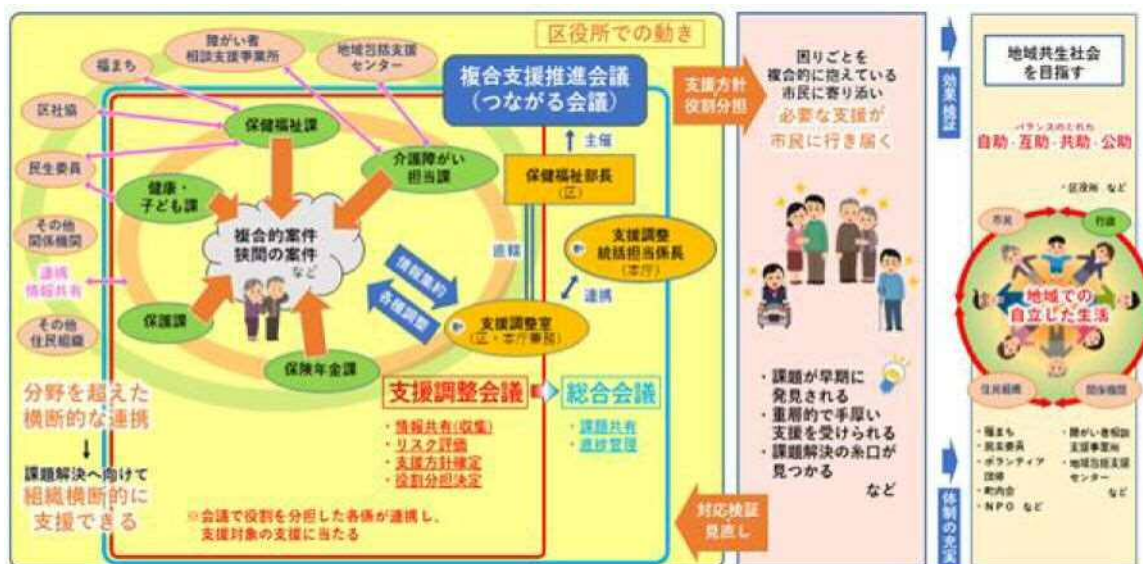 区役所での動き
障がい者
相談支援事業所
地域包括支援
センター
福まち
区社協
民生委員
その他
関係機関
連携
情報共有
その他
住民組織
複合支援推進会議
(つながる会議)
保健福祉課
介護障がい
担当課
健康・
子ども課
複合的案件
狭間の案件
など
保護課
保険年金課
情報集約
各種調整
主催
保健福祉部長
(区)
直轄
支援調整
統括担当係長
(本庁)
連携
支援調整室
(区・本庁兼務)
分野を超えた
横断的な連携
課題解決へ向けて
組織横断的に
支援できる
支援調整会議
・情報共有(収集)
・リスク評価
・支援方針確定
・役割分担決定
総合会議
・課題共有
・進捗管理
※会議で役割を分担した各係が連携し、
支援対象の支援に当たる
支援方針
役割分担
対応検証
見直し
困りごとを
複合的に抱えている
市民に寄り添い
必要な支援が
市民に行き届く
・課題が早期に
発見される
・重層的で手厚い
支援を受けられる
・課題解決の糸口が
見つかる
など
効果検証
体制の充実
地域共生社会
を目指す
バランスのとれた
自助・互助・共助・公助
・区役所 など
市民
行政
地域での
自立した生活
住民組織
関係機関
・福まち
・民生委員
・ボランティア
団体
・町内会
・NPO など
・障がい者相談
支援事業所
・地域包括支援
センター
など